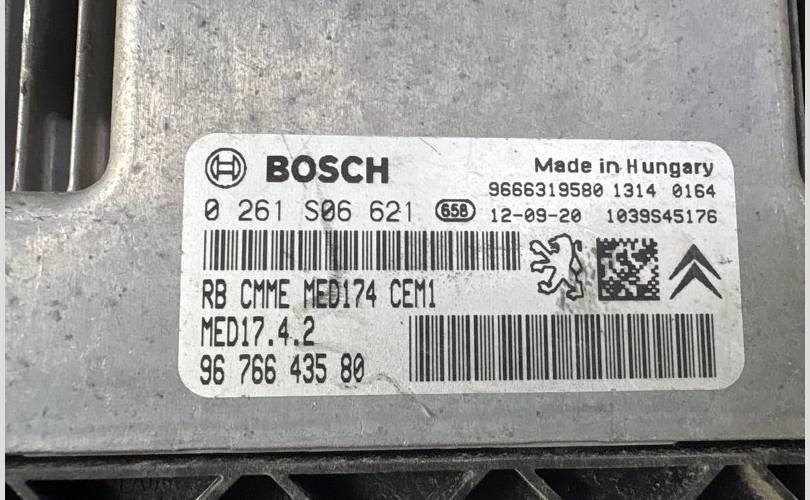 BOSCH
Made in Hungary
9666319580 1314 0164
0 261 S06 621 658 12-09-20 1039S45176
RB CMME MED174 CEM1
MED17.4.2
96 766 435 80